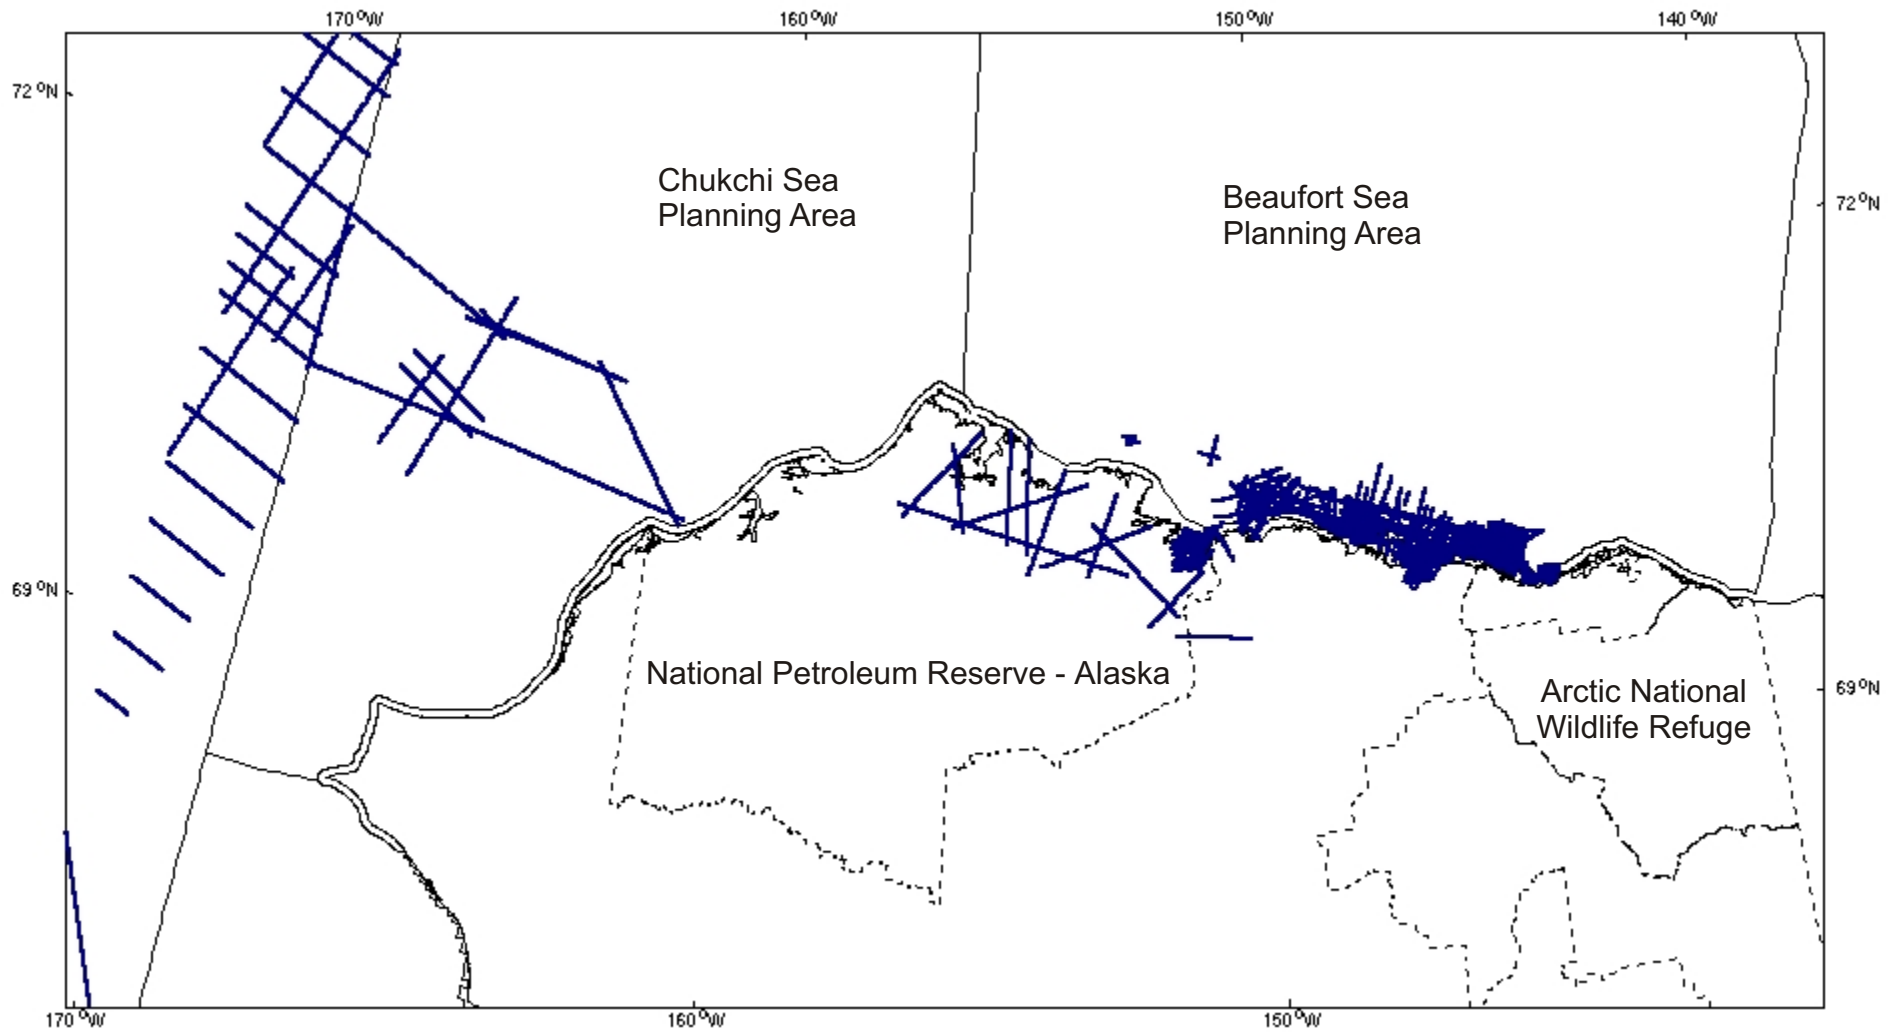 170°W 160°W 150°W 140°W
72°N
Chukchi Sea
Planning Area
Beaufort Sea
Planning Area
72°N
69°N
National Petroleum Reserve - Alaska
Arctic National
Wildlife Refuge
69°N
170°W 160°W 150°W